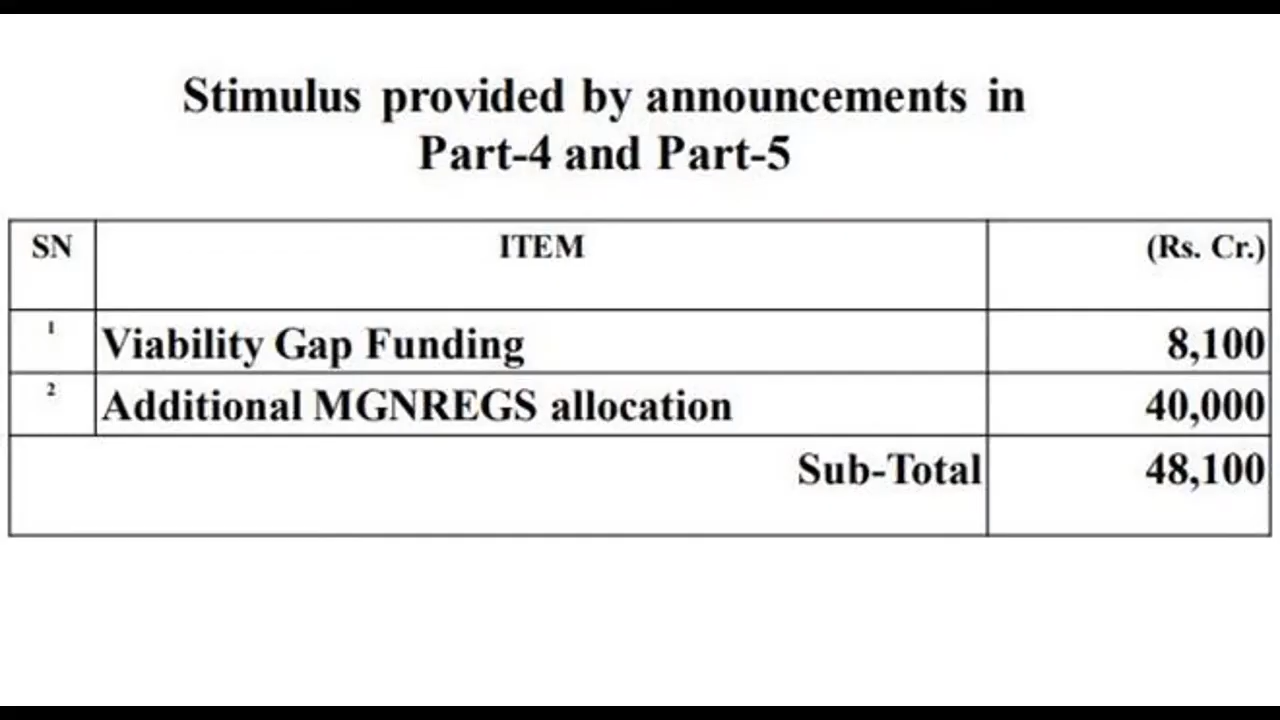 Stimulus provided by announcements in
Part-4 and Part-5
SN ITEM (Rs. Cr.)
1 Viability Gap Funding 8,100
2 Additional MGNREGS allocation 40,000
Sub-Total 48,100